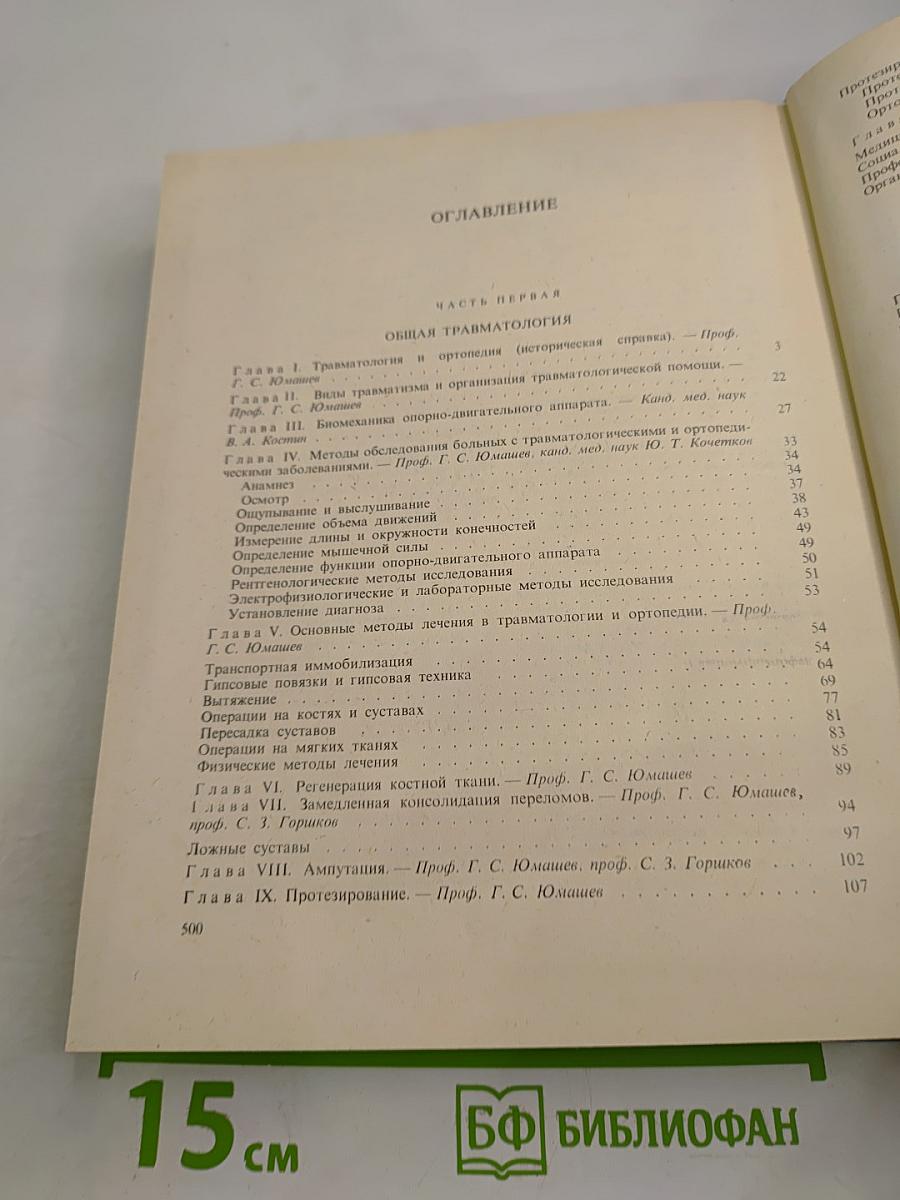 ОГЛАВЛЕНИЕ
ЧАСТЬ ПЕРВАЯ
ОБЩАЯ ТРАВМАТОЛОГИЯ
Глава I. Травматология и ортопедия (историческая справка). — Проф.
Г. С. Юмашев . . . . . . . . . . 3
Глава II. Виды травматизма и организация травматологической помощи. —
Проф. Г. С. Юмашев . . . . . . . . . . 22
Глава III. Биомеханика опорно-двигательного аппарата. — Канд. мед. наук
В. А. Костин . . . . . . . . . . 27
Глава IV. Методы обследования больных с травматологическими и ортопеди-
ческими заболеваниями. — Проф. Г. С. Юмашев, канд. мед. наук Ю. Т. Кочетков 33
Анамнез . . . . . . . . . . 34
Осмотр . . . . . . . . . . 34
Ощупывание и выслушивание . . . . . . . . . . 37
Определение объема движений . . . . . . . . . . 38
Измерение длины и окружности конечностей . . . . . . . . . . 43
Определение мышечной силы . . . . . . . . . . 49
Определение функции опорно-двигательного аппарата . . . . . . . . . . 49
Рентгенологические методы исследования . . . . . . . . . . 50
Электрофизиологические и лабораторные методы исследования . . . . . 51
Установление диагноза . . . . . . . . . . 53
Глава V. Основные методы лечения в травматологии и ортопедии. — Проф.
Г. С. Юмашев . . . . . . . . . . 54
Транспортная иммобилизация . . . . . . . . . . 54
Гипсовые повязки и гипсовая техника . . . . . . . . . . 64
Вытяжение . . . . . . . . . . 69
Операции на костях и суставах . . . . . . . . . . 77
Пересадка суставов . . . . . . . . . . 81
Операции на мягких тканях . . . . . . . . . . 83
Физические методы лечения . . . . . . . . . . 85
Глава VI. Регенерация костной ткани. — Проф. Г. С. Юмашев . . . . . 89
Глава VII. Замедленная консолидация переломов. — Проф. Г. С. Юмашев,
проф. С. З. Горшков . . . . . . . . . . 94
Ложные суставы . . . . . . . . . . 97
Глава VIII. Ампутация. — Проф. Г. С. Юмашев, проф. С. З. Горшков . . . 102
Глава IX. Протезирование. — Проф. Г. С. Юмашев . . . . . . . . . . 107
500
15 см
БФ БИБЛИОФАН